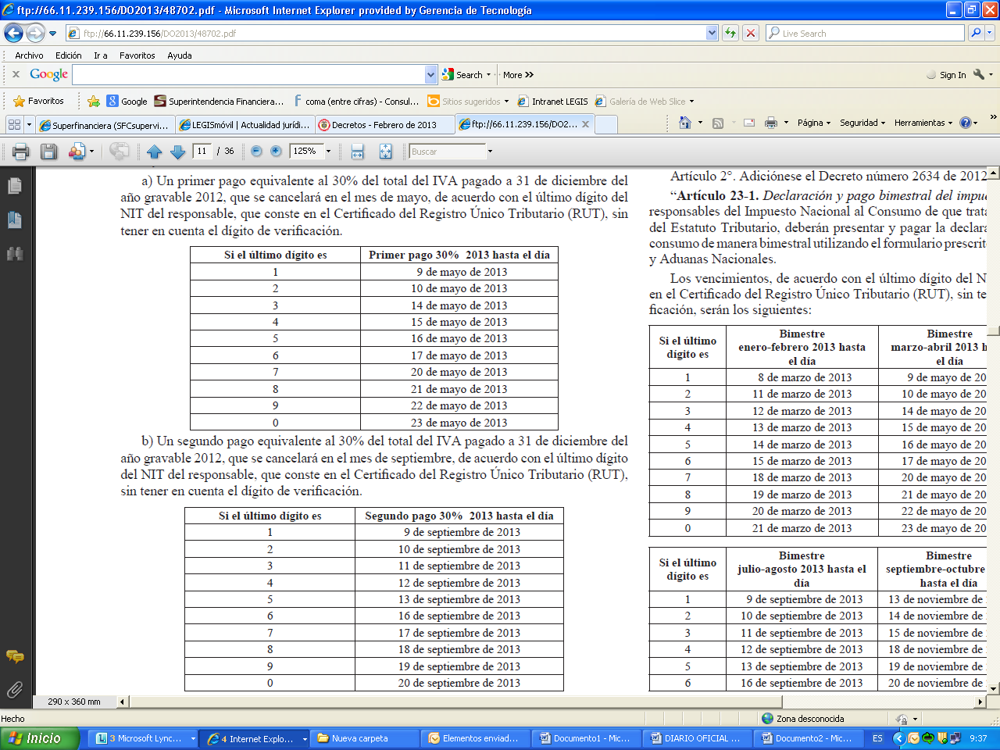 ftp://66.11.239.156/DO2013/48702.pdf - Microsoft Internet Explorer provided by Gerencia de Tecnología
ftp://66.11.239.156/DO2013/48702.pdf
Live Search
Archivo Edición Ir a Favoritos Ayuda
x Google Search More »
Sign In
Favoritos Google Superintendencia Financiera... coma (entre cifras) - Consul... Sitios sugeridos Intranet LEGIS Galería de Web Slice
Superfinanciera (SFCsupervi... LEGISmóvil | Actualidad jurídi... Decretos - Febrero de 2013 ftp://66.11.239.156/DO2... x
Página Seguridad Herramientas »
11 / 36 125% Buscar
a) Un primer pago equivalente al 30% del total del IVA pagado a 31 de diciembre del
año gravable 2012, que se cancelará en el mes de mayo, de acuerdo con el último dígito del
NIT del responsable, que conste en el Certificado del Registro Único Tributario (RUT), sin
tener en cuenta el dígito de verificación.
Si el último dígito es Primer pago 30% 2013 hasta el día
1 9 de mayo de 2013
2 10 de mayo de 2013
3 14 de mayo de 2013
4 15 de mayo de 2013
5 16 de mayo de 2013
6 17 de mayo de 2013
7 20 de mayo de 2013
8 21 de mayo de 2013
9 22 de mayo de 2013
0 23 de mayo de 2013
b) Un segundo pago equivalente al 30% del total del IVA pagado a 31 de diciembre del
año gravable 2012, que se cancelará en el mes de septiembre, de acuerdo con el último dígito
del NIT del responsable, que conste en el Certificado del Registro Único Tributario (RUT),
sin tener en cuenta el dígito de verificación.
Si el último dígito es Segundo pago 30% 2013 hasta el día
1 9 de septiembre de 2013
2 10 de septiembre de 2013
3 11 de septiembre de 2013
4 12 de septiembre de 2013
5 13 de septiembre de 2013
6 16 de septiembre de 2013
7 17 de septiembre de 2013
8 18 de septiembre de 2013
9 19 de septiembre de 2013
0 20 de septiembre de 2013
Artículo 2°. Adiciónese el Decreto número 2634 de 2012
“Artículo 23-1. Declaración y pago bimestral del impu
responsables del Impuesto Nacional al Consumo de que trata
del Estatuto Tributario, deberán presentar y pagar la declara
consumo de manera bimestral utilizando el formulario prescrit
y Aduanas Nacionales.
Los vencimientos, de acuerdo con el último dígito del N
en el Certificado del Registro Único Tributario (RUT), sin te
ficación, serán los siguientes:
Si el último dígito es Bimestre enero-febrero 2013 hasta el día Bimestre marzo-abril 2013 h el día
1 8 de marzo de 2013 9 de mayo de 20
2 11 de marzo de 2013 10 de mayo de 20
3 12 de marzo de 2013 14 de mayo de 20
4 13 de marzo de 2013 15 de mayo de 20
5 14 de marzo de 2013 16 de mayo de 20
6 15 de marzo de 2013 17 de mayo de 20
7 18 de marzo de 2013 20 de mayo de 20
8 19 de marzo de 2013 21 de mayo de 20
9 20 de marzo de 2013 22 de mayo de 20
0 21 de marzo de 2013 23 de mayo de 20
Si el último dígito es Bimestre julio-agosto 2013 hasta el día Bimestre septiembre-octubre hasta el día
1 9 de septiembre de 2013 13 de noviembre de
2 10 de septiembre de 2013 14 de noviembre de
3 11 de septiembre de 2013 15 de noviembre de
4 12 de septiembre de 2013 18 de noviembre de
5 13 de septiembre de 2013 19 de noviembre de
6 16 de septiembre de 2013 20 de noviembre de
290 x 360 mm
Hecho Zona desconocida
Inicio 3 Microsoft Lync... 4 Internet Explo... Nueva carpeta Elementos enviad... Documento1 - Mic... DIARIO OFICIAL ... Documento2 - Mic... ES 9:37